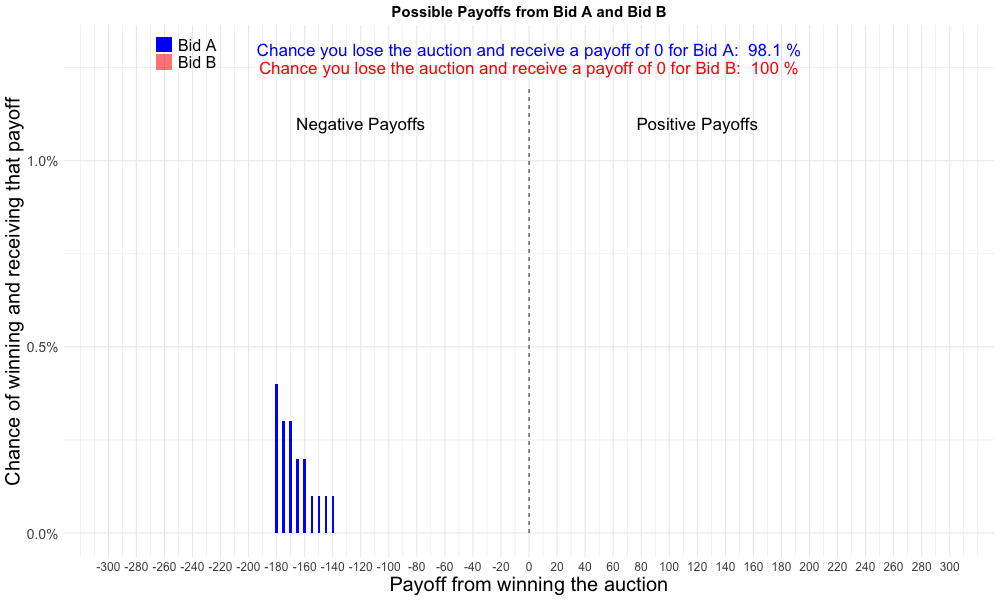 Possible Payoffs from Bid A and Bid B
Bid A
Bid B
Chance you lose the auction and receive a payoff of 0 for Bid A:  98.1 %
Chance you lose the auction and receive a payoff of 0 for Bid B:  100 %
Negative Payoffs
Positive Payoffs
Chance of winning and receiving that payoff
1.0%
0.5%
0.0%
-300 -280 -260 -240 -220 -200 -180 -160 -140 -120 -100 -80 -60 -40 -20 0 20 40 60 80 100 120 140 160 180 200 220 240 260 280 300
Payoff from winning the auction